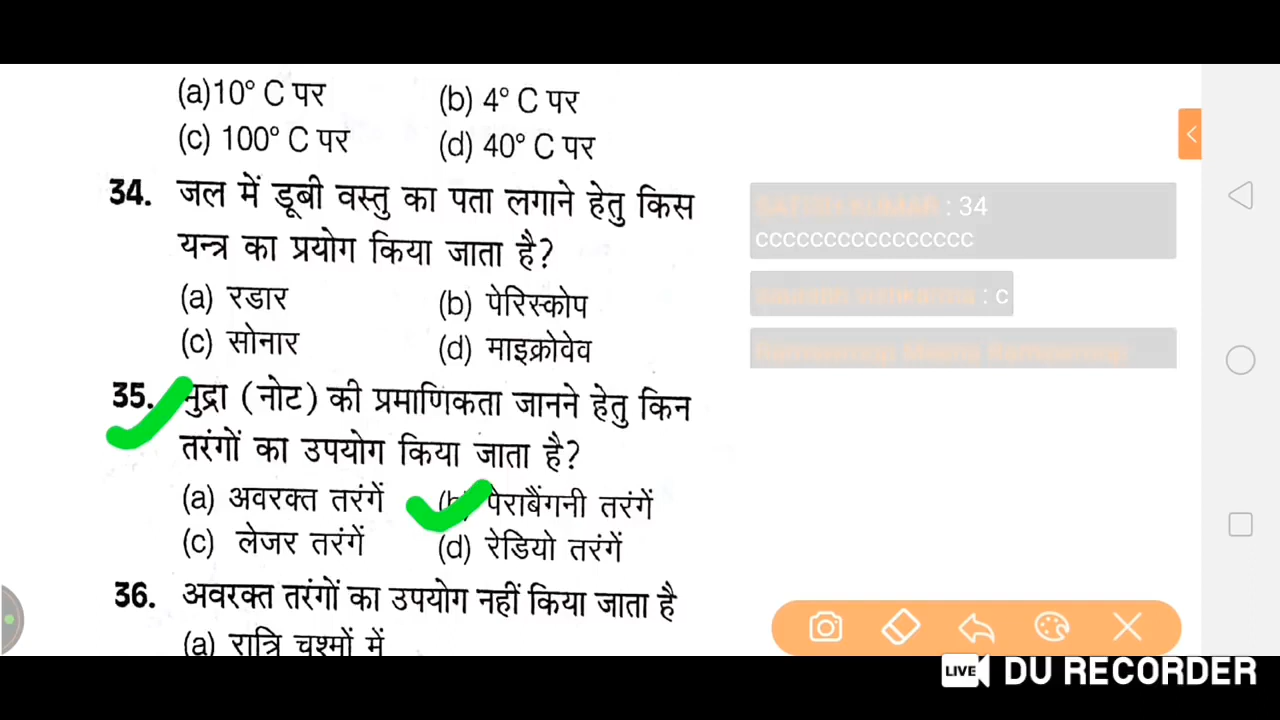 (a)10° C पर (b) 4° C पर
(c) 100° C पर (d) 40° C पर
34. जल में डूबी वस्तु का पता लगाने हेतु किस
यन्त्र का प्रयोग किया जाता है?
(a) रडार (b) पेरिस्कोप
(c) सोनार (d) माइक्रोवेव
35. मुद्रा (नोट) की प्रमाणिकता जानने हेतु किन
तरंगों का उपयोग किया जाता है?
(a) अवरक्त तरंगें (b) पेराबैंगनी तरंगें
(c) लेजर तरंगें (d) रेडियो तरंगें
36. अवरक्त तरंगों का उपयोग नहीं किया जाता है
(a) रात्रि चश्मों में
: 34
cccccccccccccccc
: c
LIVE DU RECORDER